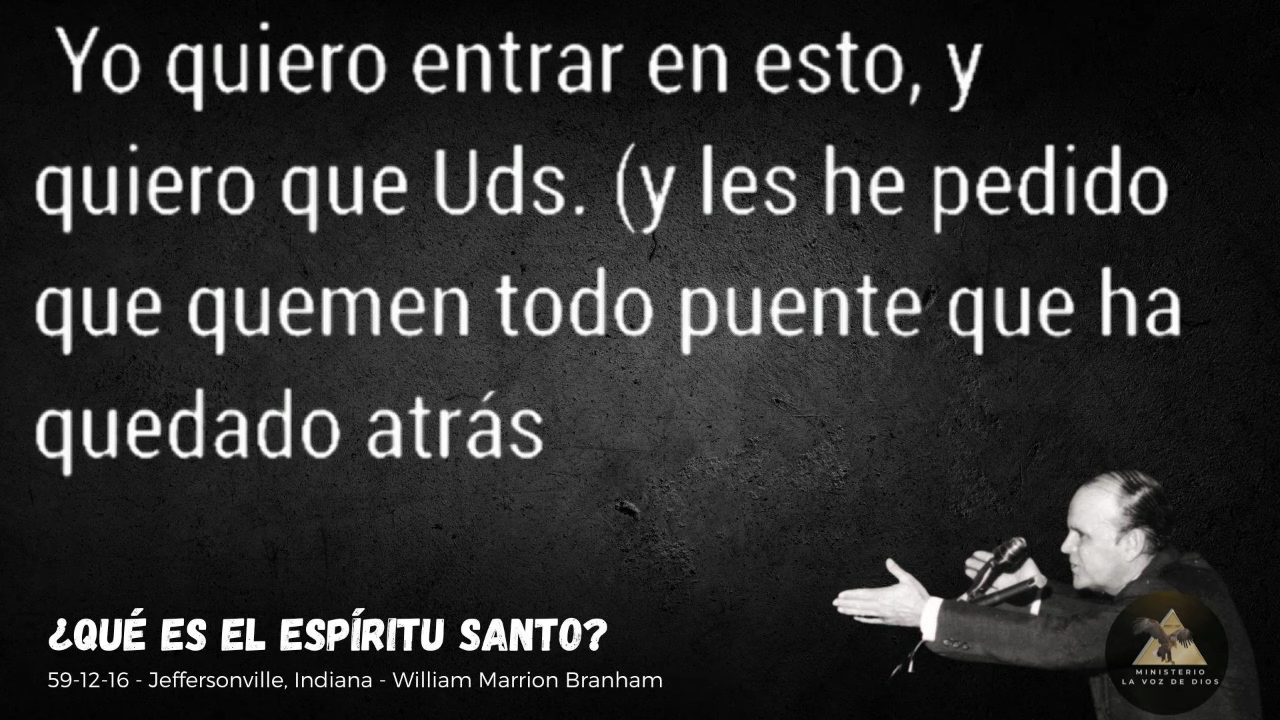 Yo quiero entrar en esto, y
quiero que Uds. (y les he pedido
que quemen todo puente que ha
quedado atrás
¿QUÉ ES EL ESPÍRITU SANTO?
59-12-16 - Jeffersonville, Indiana - William Marrion Branham
MINISTERIO
LA VOZ DE DIOS